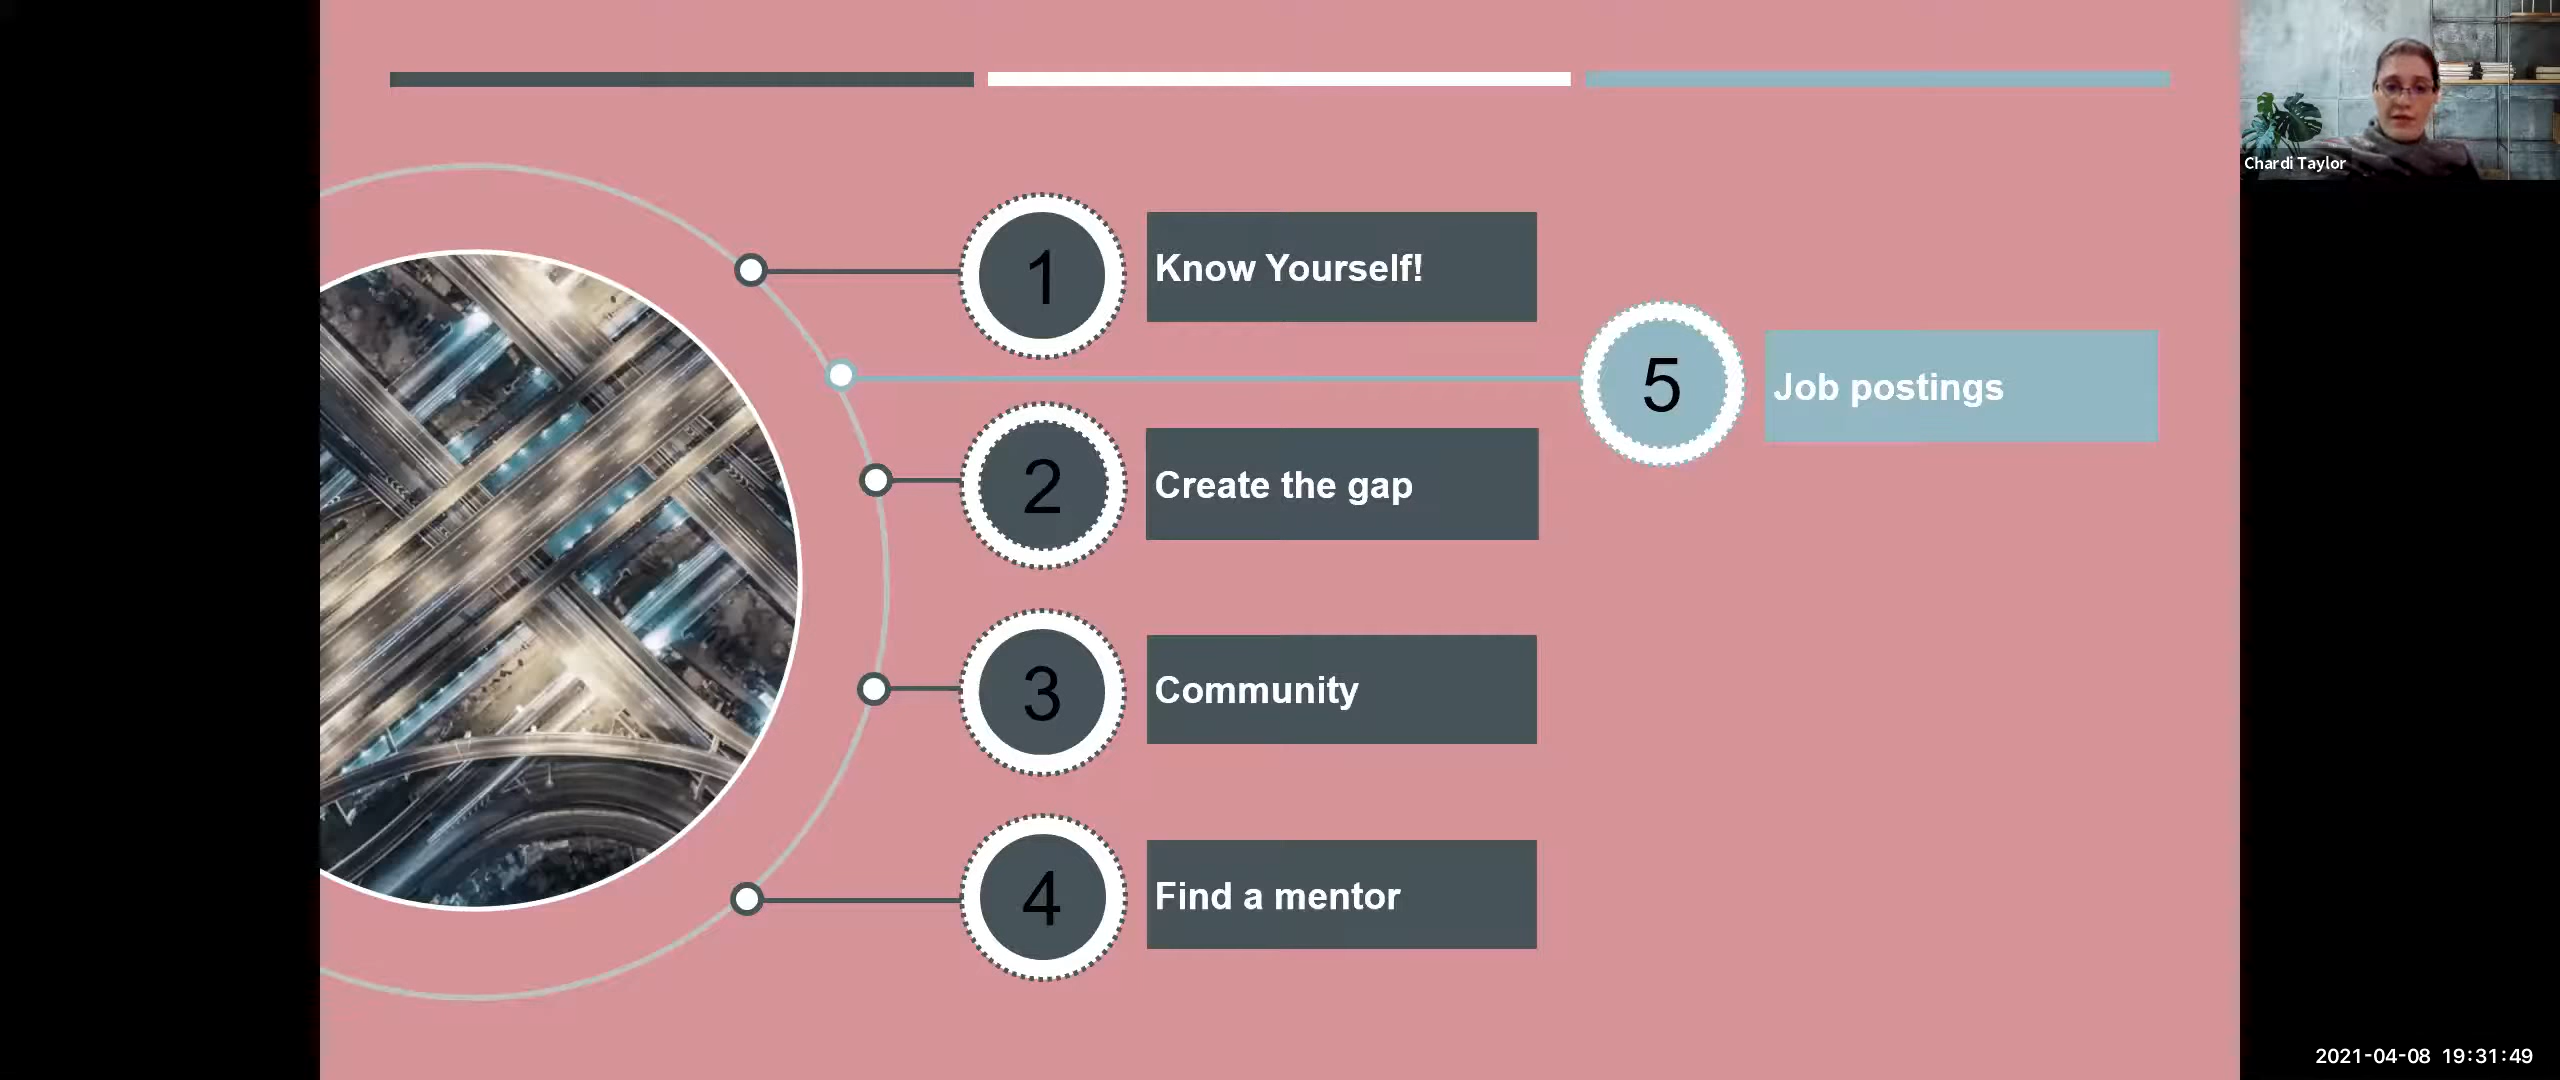 1
Know Yourself!
5
Job postings
2
Create the gap
3
Community
4
Find a mentor
Chardi Taylor
2021-04-08 19:31:49